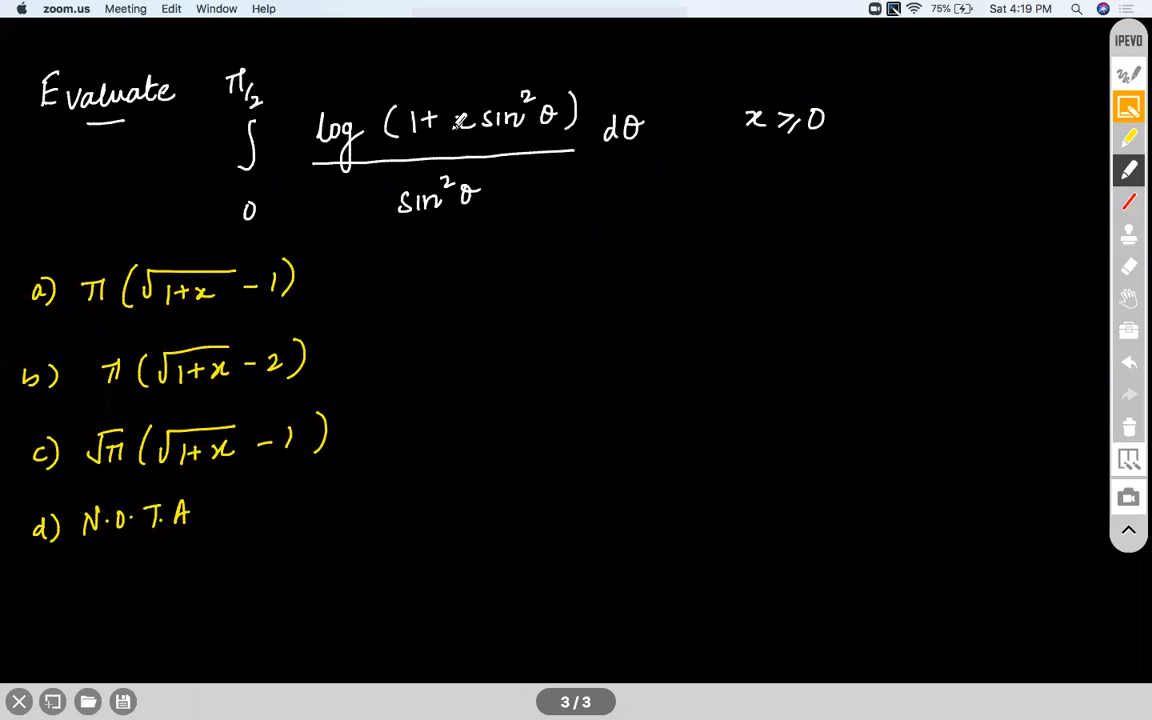 zoom.us Meeting Edit Window Help 75% Sat 4:19 PM
IPEVO
Evaluate ∫₀^{π/2} log (1+ x sin²θ) / sin²θ dθ x ⩾ 0
a) π (√1+x - 1)
b) π (√1+x - 2)
c) √π (√1+x - 1)
d) N.O.T.A
3 / 3